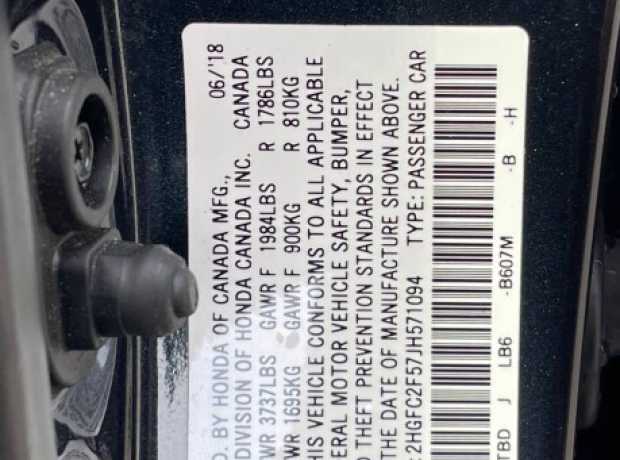 D. BY HONDA OF CANADA MFG., 06/'18
DIVISION OF HONDA CANADA INC. CANADA
WR 3737LBS GAWR F 1984LBS R 1786LBS
WR 1695KG GAWR F 900KG R 810KG
HIS VEHICLE CONFORMS TO ALL APPLICABLE
ERAL MOTOR VEHICLE SAFETY, BUMPER,
D THEFT PREVENTION STANDARDS IN EFFECT
THE DATE OF MANUFACTURE SHOWN ABOVE.
: 2HGFC2F57JH571094 TYPE: PASSENGER CAR
TBD J LB6 -B607M -B -H